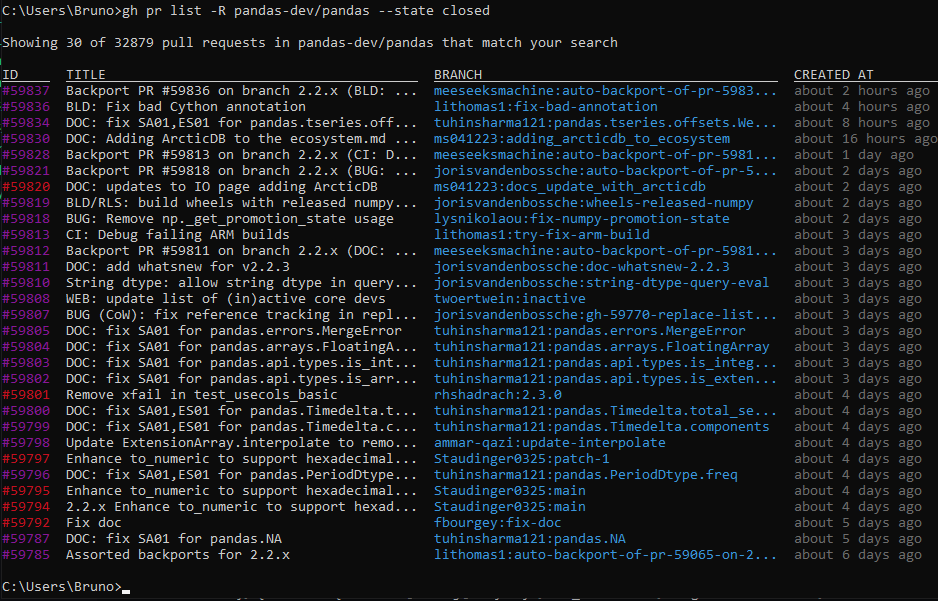 C:\Users\Bruno>gh pr list -R pandas-dev/pandas --state closed
Showing 30 of 32879 pull requests in pandas-dev/pandas that match your search
ID TITLE BRANCH CREATED AT
#59837 Backport PR #59836 on branch 2.2.x (BLD: ... meeseeksmachine:auto-backport-of-pr-5983... about 2 hours ago
#59836 BLD: Fix bad Cython annotation lithomas1:fix-bad-annotation about 4 hours ago
#59834 DOC: fix SA01,ES01 for pandas.tseries.off... tuhinsharma121:pandas.tseries.offsets.We... about 8 hours ago
#59830 DOC: Adding ArcticDB to the ecosystem.md ... ms041223:adding_arcticdb_to_ecosystem about 16 hours ago
#59828 Backport PR #59813 on branch 2.2.x (CI: D... meeseeksmachine:auto-backport-of-pr-5981... about 1 day ago
#59821 Backport PR #59818 on branch 2.2.x (BUG: ... jorisvandenbossche:auto-backport-of-pr-5... about 2 days ago
#59820 DOC: updates to IO page adding ArcticDB ms041223:docs_update_with_arcticdb about 2 days ago
#59819 BLD/RLS: build wheels with released numpy... jorisvandenbossche:wheels-released-numpy about 2 days ago
#59818 BUG: Remove np._get_promotion_state usage lysnikolaou:fix-numpy-promotion-state about 2 days ago
#59813 CI: Debug failing ARM builds lithomas1:try-fix-arm-build about 3 days ago
#59812 Backport PR #59811 on branch 2.2.x (DOC: ... meeseeksmachine:auto-backport-of-pr-5981... about 3 days ago
#59811 DOC: add whatsnew for v2.2.3 jorisvandenbossche:doc-whatsnew-2.2.3 about 3 days ago
#59810 String dtype: allow string dtype in query... jorisvandenbossche:string-dtype-query-eval about 3 days ago
#59808 WEB: update list of (in)active core devs twoertwein:inactive about 3 days ago
#59807 BUG (CoW): fix reference tracking in repl... jorisvandenbossche:gh-59770-replace-list... about 3 days ago
#59805 DOC: fix SA01 for pandas.errors.MergeError tuhinsharma121:pandas.errors.MergeError about 3 days ago
#59804 DOC: fix SA01 for pandas.arrays.FloatingA... tuhinsharma121:pandas.arrays.FloatingArray about 3 days ago
#59803 DOC: fix SA01 for pandas.api.types.is_int... tuhinsharma121:pandas.api.types.is_integ... about 3 days ago
#59802 DOC: fix SA01 for pandas.api.types.is_arr... tuhinsharma121:pandas.api.types.is_exten... about 3 days ago
#59801 Remove xfail in test_usecols_basic rhshadrach:2.3.0 about 4 days ago
#59800 DOC: fix SA01,ES01 for pandas.Timedelta.t... tuhinsharma121:pandas.Timedelta.total_se... about 4 days ago
#59799 DOC: fix SA01,ES01 for pandas.Timedelta.c... tuhinsharma121:pandas.Timedelta.components about 4 days ago
#59798 Update ExtensionArray.interpolate to remo... ammar-qazi:update-interpolate about 4 days ago
#59797 Enhance to_numeric to support hexadecimal... Staudinger0325:patch-1 about 4 days ago
#59796 DOC: fix SA01,ES01 for pandas.PeriodDtype... tuhinsharma121:pandas.PeriodDtype.freq about 4 days ago
#59795 Enhance to_numeric to support hexadecimal... Staudinger0325:main about 4 days ago
#59794 2.2.x Enhance to_numeric to support hexad... Staudinger0325:main about 4 days ago
#59792 Fix doc fbourgey:fix-doc about 5 days ago
#59787 DOC: fix SA01 for pandas.NA tuhinsharma121:pandas.NA about 5 days ago
#59785 Assorted backports for 2.2.x lithomas1:auto-backport-of-pr-59065-on-2... about 6 days ago
C:\Users\Bruno>